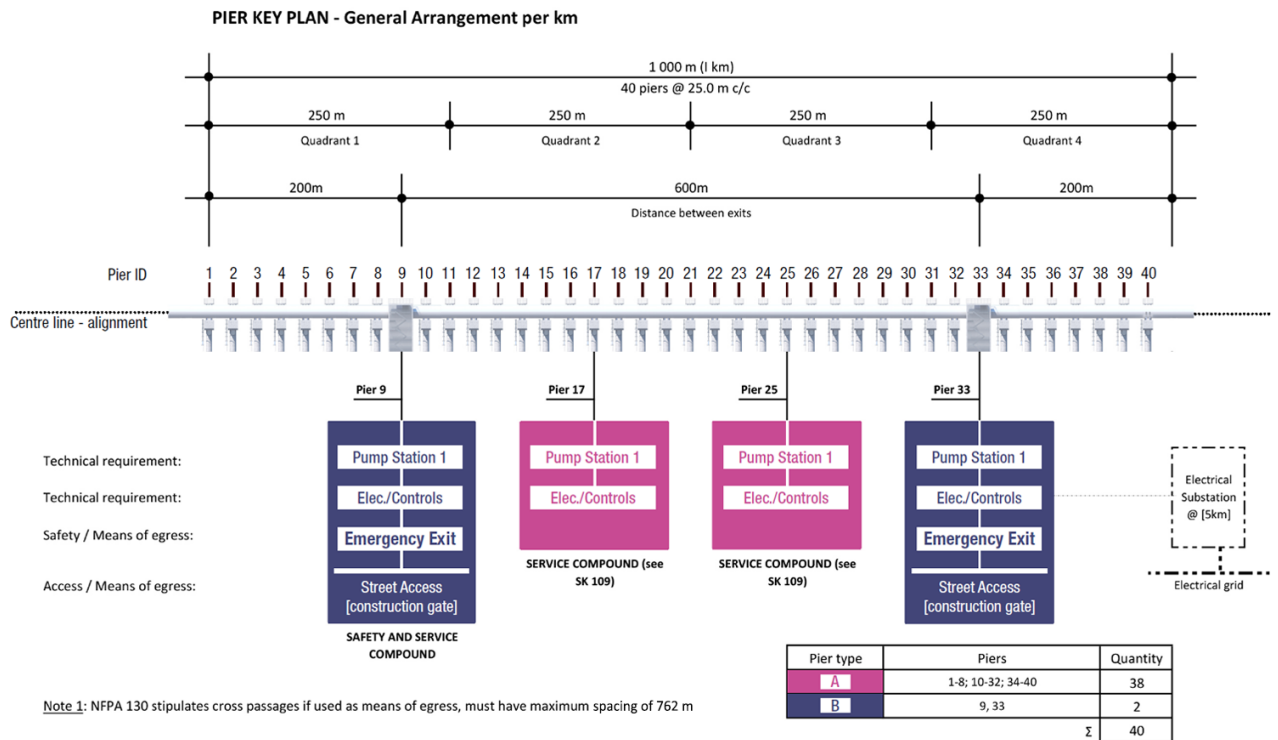 PIER KEY PLAN - General Arrangement per km
1 000 m (I km)
40 piers @ 25.0 m c/c
250 m 250 m 250 m 250 m
Quadrant 1 Quadrant 2 Quadrant 3 Quadrant 4
200m 600m 200m
Distance between exits
Pier ID 1 2 3 4 5 6 7 8 9 10 11 12 13 14 15 16 17 18 19 20 21 22 23 24 25 26 27 28 29 30 31 32 33 34 35 36 37 38 39 40
Centre line - alignment
Pier 9 Pier 17 Pier 25 Pier 33
Technical requirement: Pump Station 1 Pump Station 1 Pump Station 1 Pump Station 1
Technical requirement: Elec./Controls Elec./Controls Elec./Controls Elec./Controls
Safety / Means of egress: Emergency Exit Emergency Exit
Electrical
Substation
@ [5km]
SERVICE COMPOUND (see
SK 109)
SERVICE COMPOUND (see
SK 109)
Access / Means of egress: Street Access Street Access
[construction gate] [construction gate]
Electrical grid
SAFETY AND SERVICE
COMPOUND
Pier type Piers Quantity
A 1-8; 10-32; 34-40 38
B 9, 33 2
Σ 40
Note 1: NFPA 130 stipulates cross passages if used as means of egress, must have maximum spacing of 762 m